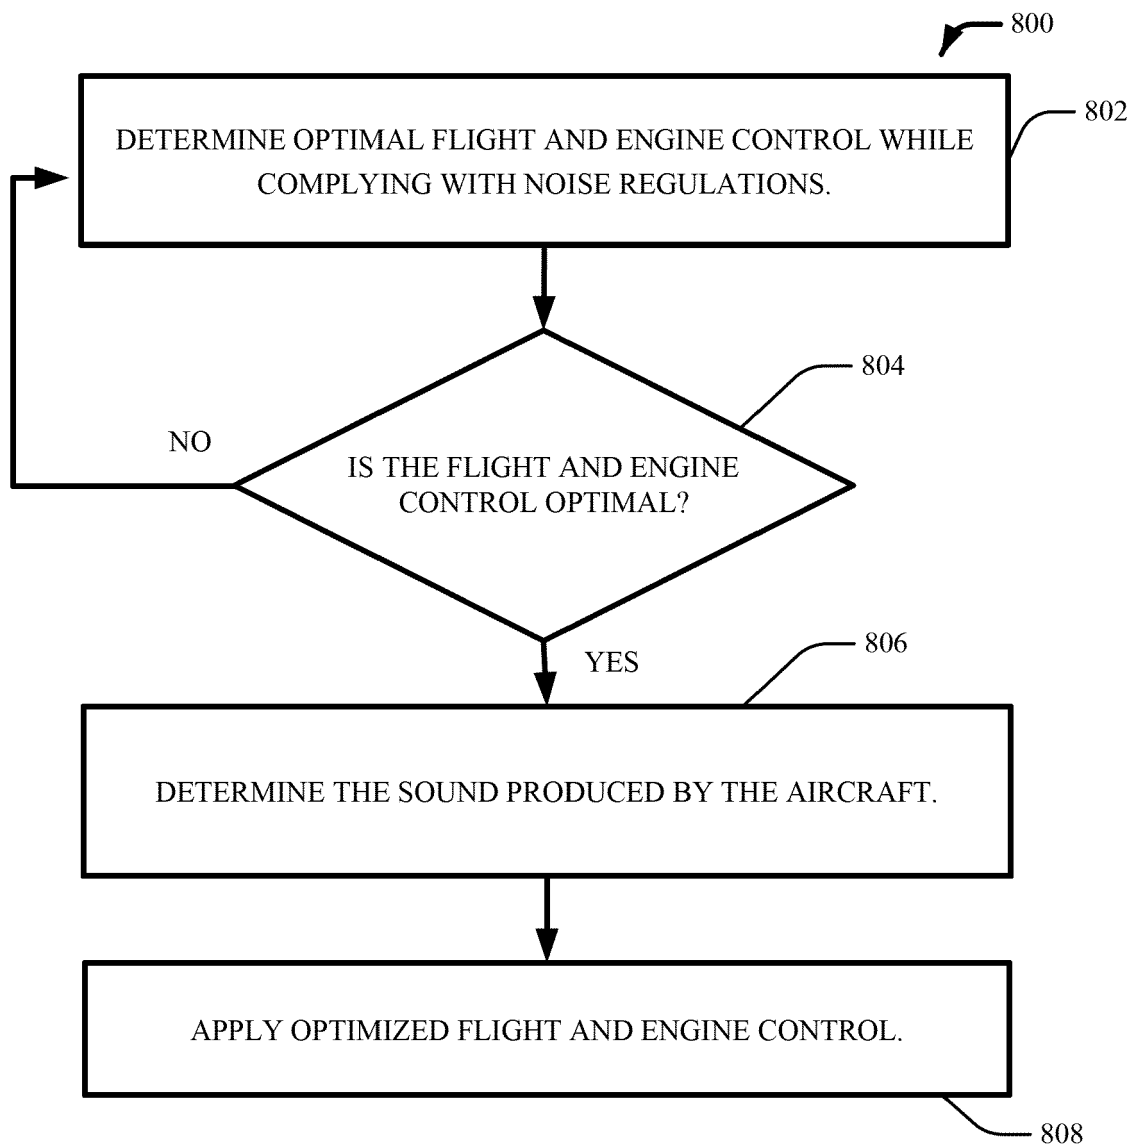 800
802
DETERMINE OPTIMAL FLIGHT AND ENGINE CONTROL WHILE
COMPLYING WITH NOISE REGULATIONS.
804
NO
IS THE FLIGHT AND ENGINE
CONTROL OPTIMAL?
806
YES
DETERMINE THE SOUND PRODUCED BY THE AIRCRAFT.
APPLY OPTIMIZED FLIGHT AND ENGINE CONTROL.
808